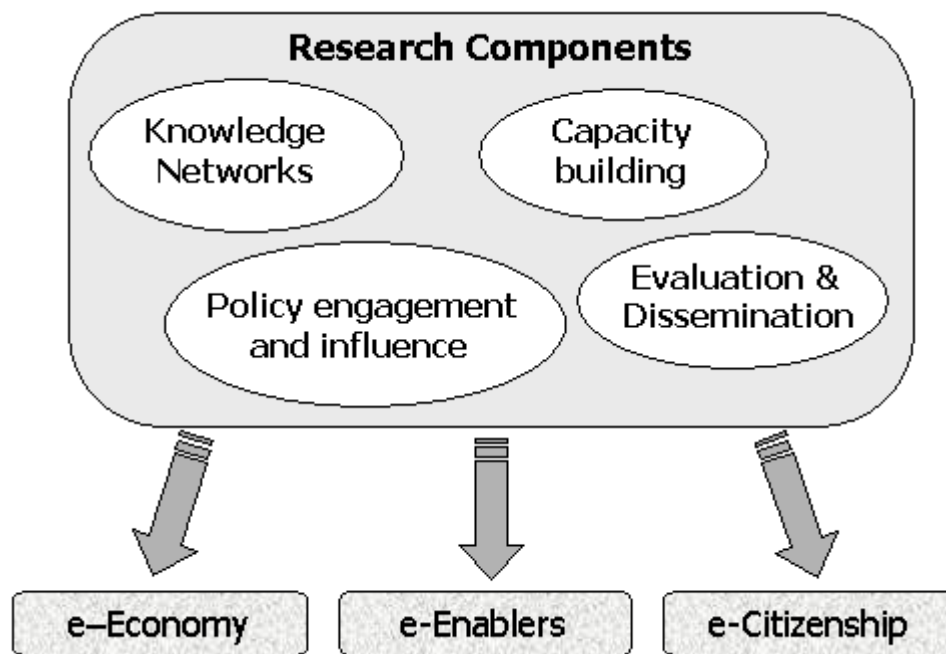 Research Components
Knowledge
Networks
Capacity
building
Policy engagement
and influence
Evaluation &
Dissemination
e–Economy
e-Enablers
e-Citizenship